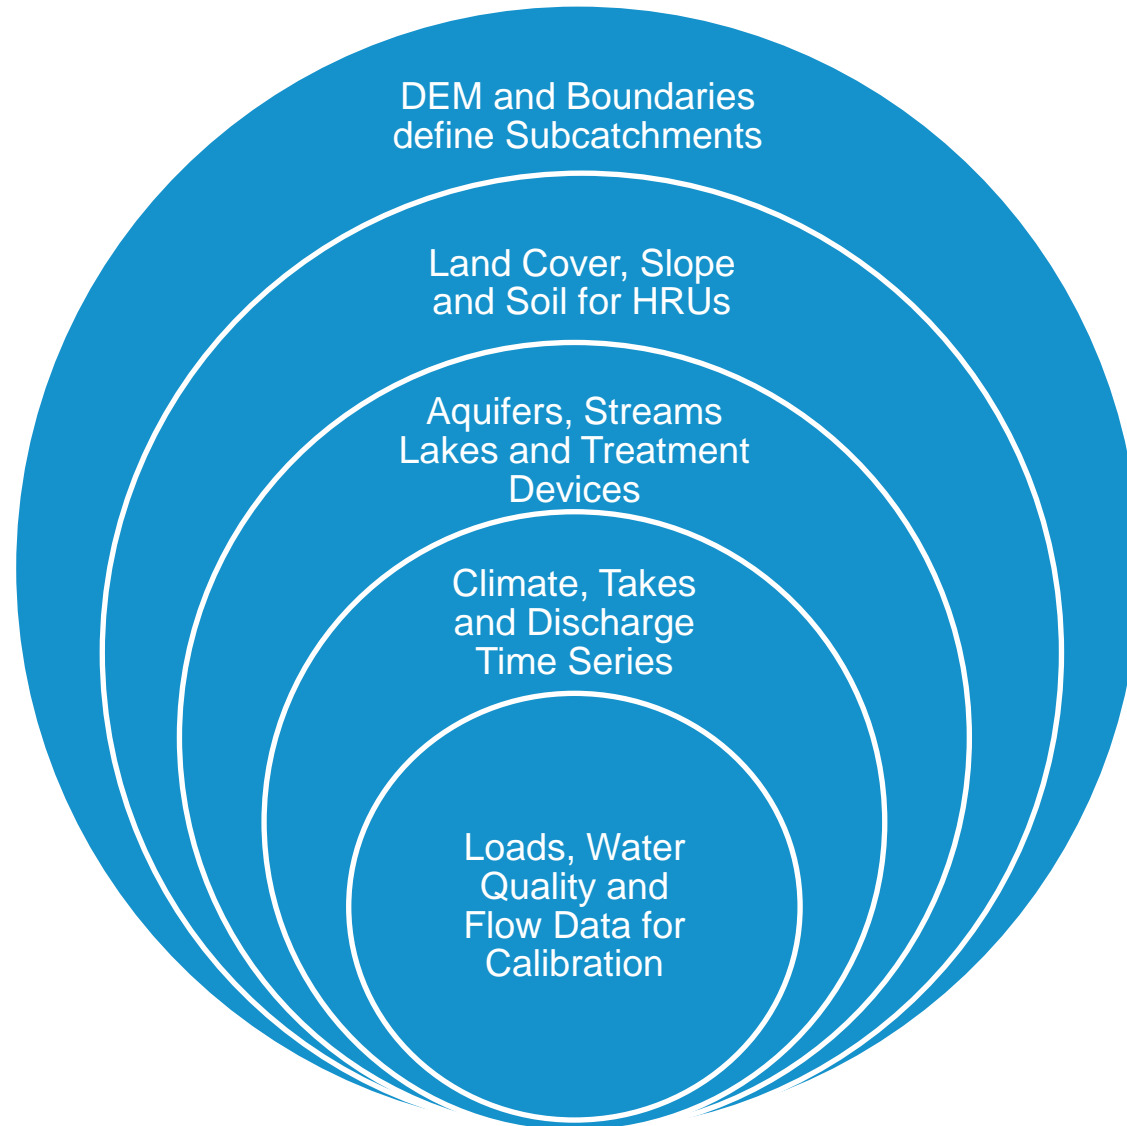 DEM and Boundaries
define Subcatchments
Land Cover, Slope
and Soil for HRUs
Aquifers, Streams
Lakes and Treatment
Devices
Climate, Takes
and Discharge
Time Series
Loads, Water
Quality and
Flow Data for
Calibration